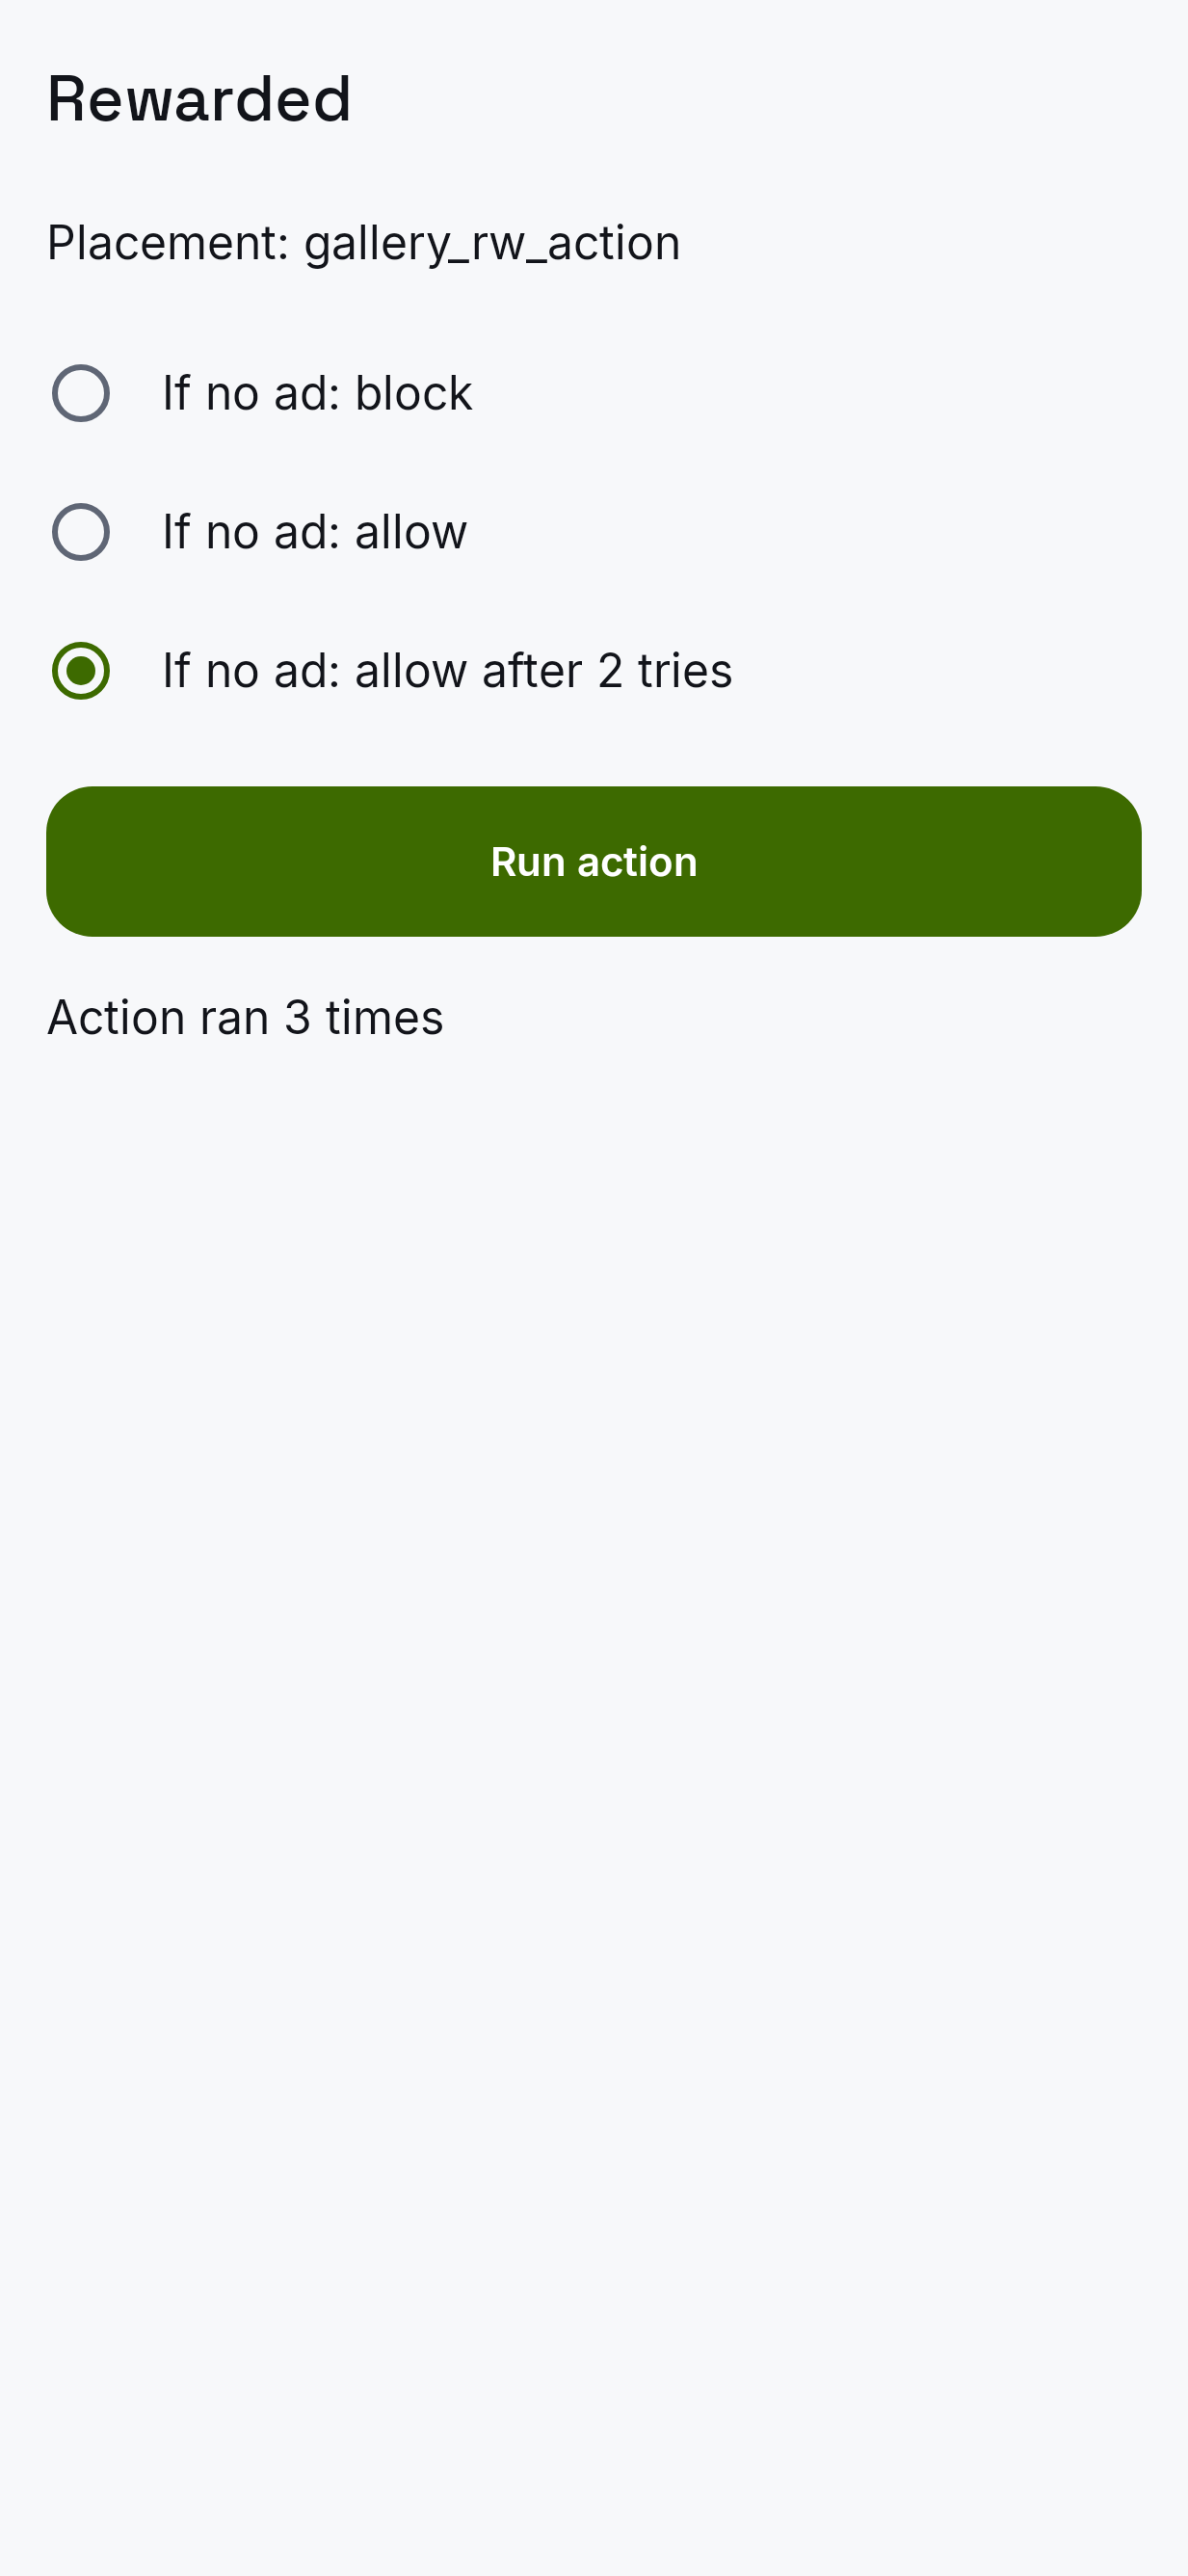 Rewarded
Placement: gallery_rw_action
If no ad: block
If no ad: allow
If no ad: allow after 2 tries
Run action
Action ran 3 times